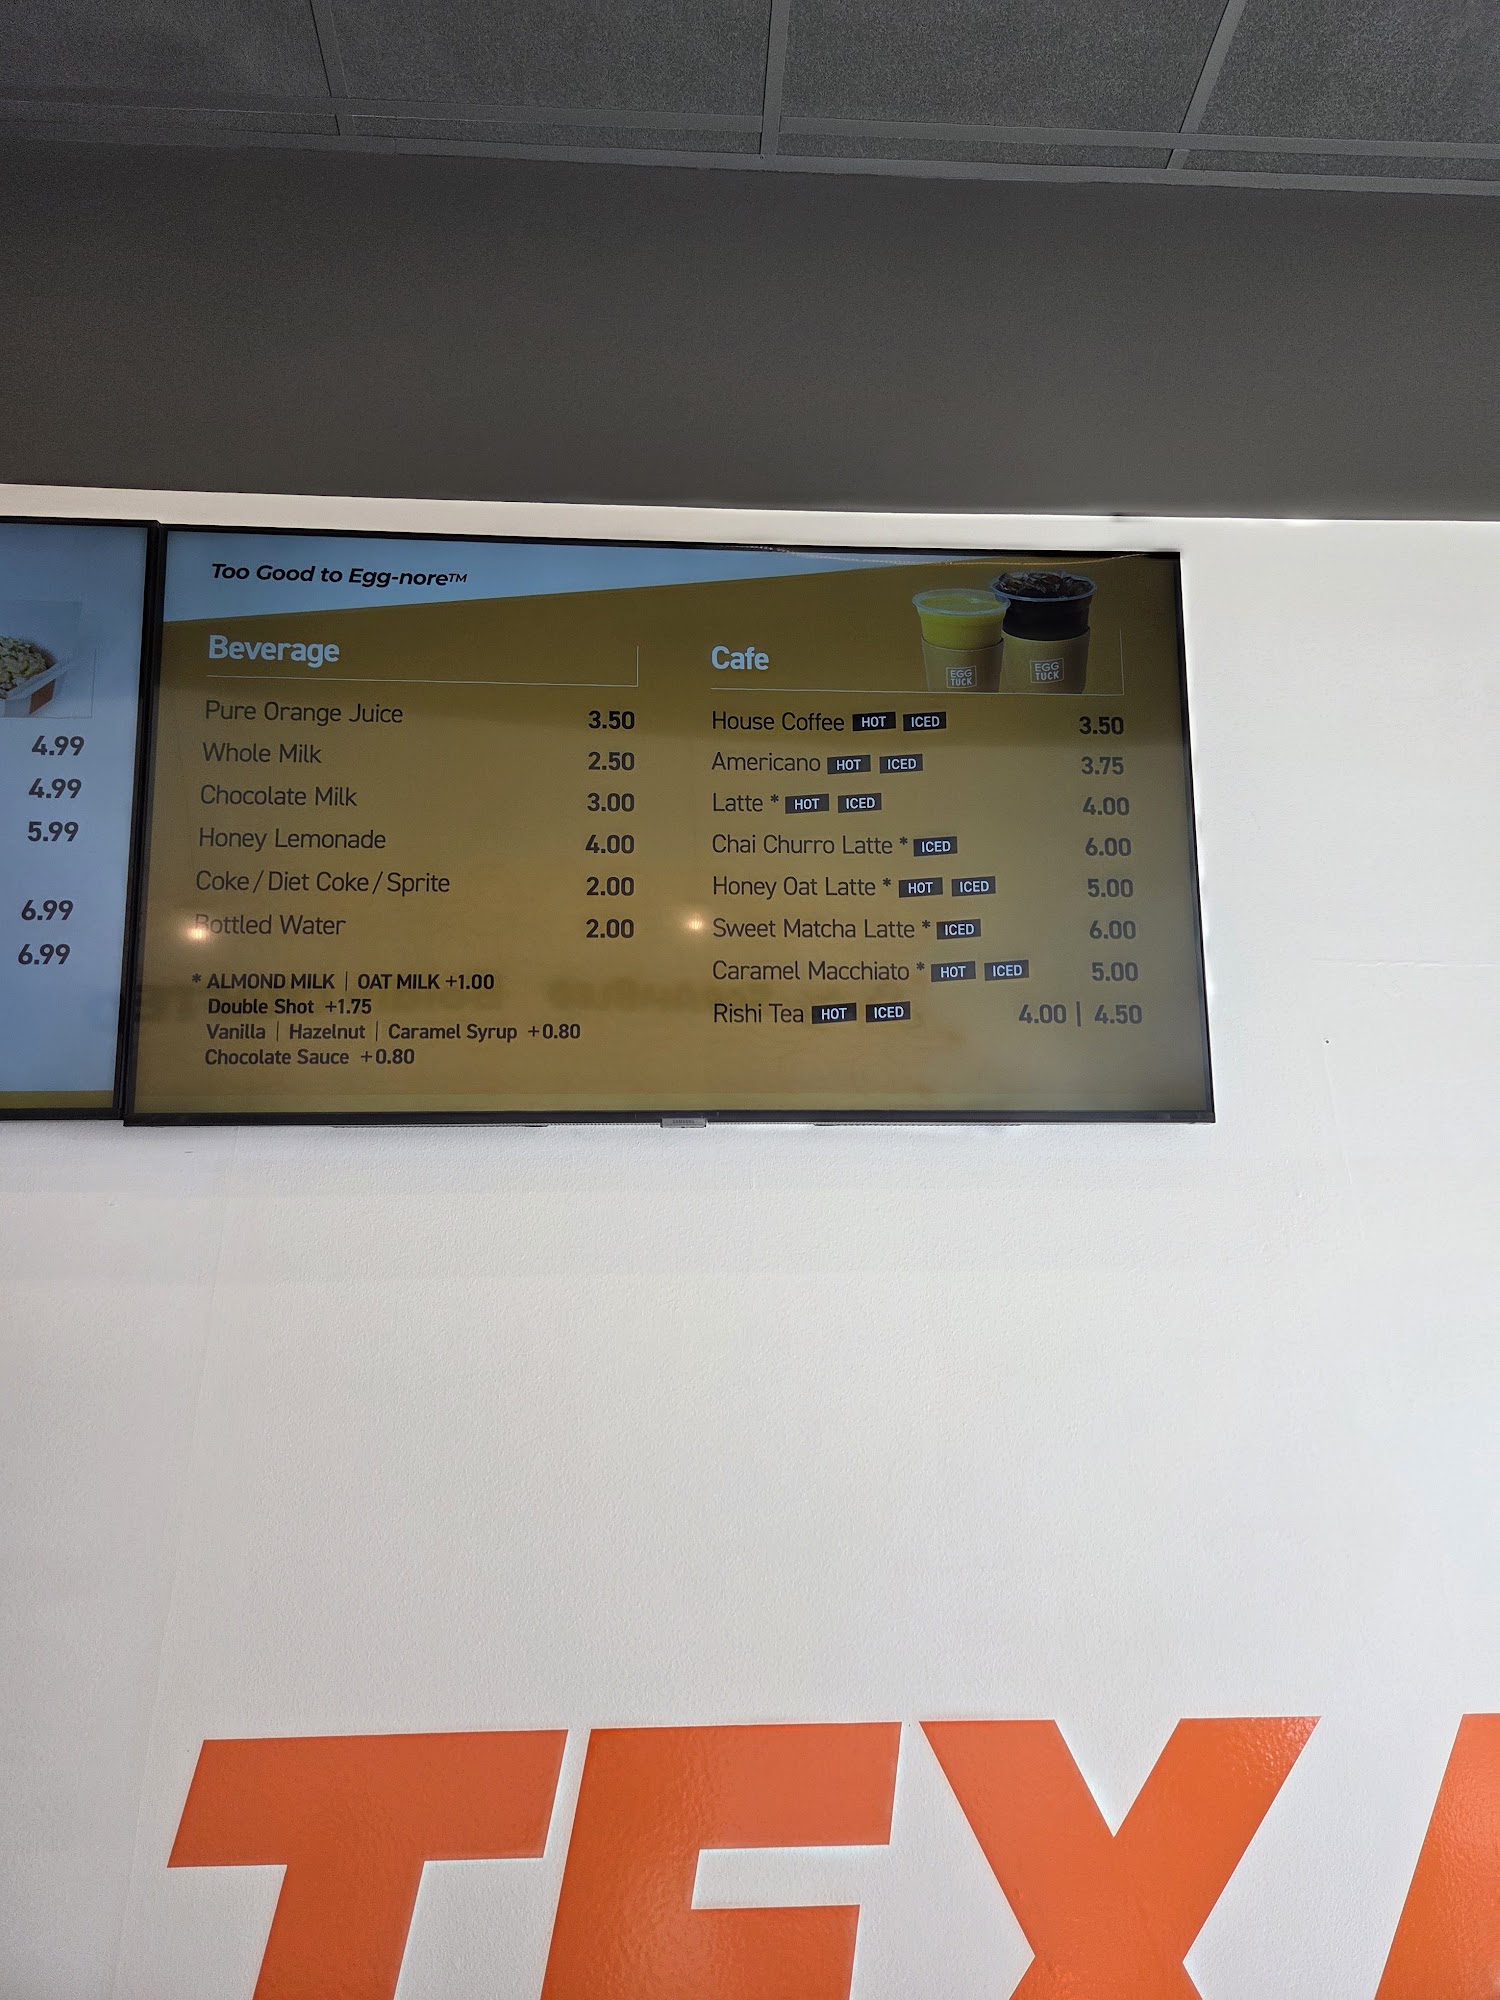 4.99
4.99
5.99
6.99
6.99
Too Good to Egg-nore™
Beverage
Pure Orange Juice 3.50
Whole Milk 2.50
Chocolate Milk 3.00
Honey Lemonade 4.00
Coke / Diet Coke / Sprite 2.00
Bottled Water 2.00
* ALMOND MILK | OAT MILK +1.00
Double Shot +1.75
Vanilla | Hazelnut | Caramel Syrup +0.80
Chocolate Sauce +0.80
Cafe
EGG TUCK
EGG TUCK
House Coffee HOT ICED 3.50
Americano HOT ICED 3.75
Latte * HOT ICED 4.00
Chai Churro Latte * ICED 6.00
Honey Oat Latte * HOT ICED 5.00
Sweet Matcha Latte * ICED 6.00
Caramel Macchiato * HOT ICED 5.00
Rishi Tea HOT ICED 4.00 | 4.50
SAMSUNG
TEX